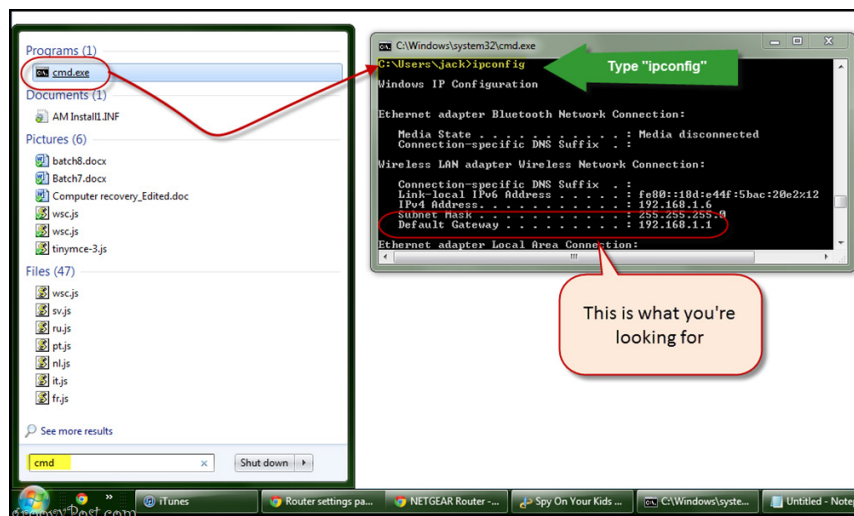 Programs (1)
cmd.exe
Documents (1)
AM Install1.INF
Pictures (6)
batch8.docx
Batch7.docx
Computer recovery_Edited.doc
wsc.js
wsc.js
tinymce-3.js
Files (47)
wsc.js
sv.js
ru.js
pt.js
nl.js
it.js
fr.js
See more results
cmd
Shut down
C:\Windows\system32\cmd.exe
C:\Users\jack>ipconfig
Type "ipconfig"
Windows IP Configuration
Ethernet adapter Bluetooth Network Connection:
Media State . . . . . . . . . . . : Media disconnected
Connection-specific DNS Suffix . :
Wireless LAN adapter Wireless Network Connection:
Connection-specific DNS Suffix . :
Link-local IPv6 Address . . . . . : fe80::18d:e44f:5bac:20e2%12
IPv4 Address. . . . . . . . . . . : 192.168.1.6
Subnet Mask . . . . . . . . . . . : 255.255.255.0
Default Gateway . . . . . . . . . : 192.168.1.1
Ethernet adapter Local Area Connection:
This is what you're
looking for
iTunes
Router settings pa...
NETGEAR Router -...
Spy On Your Kids ...
C:\Windows\syste...
Untitled - Note
groovyPost.com